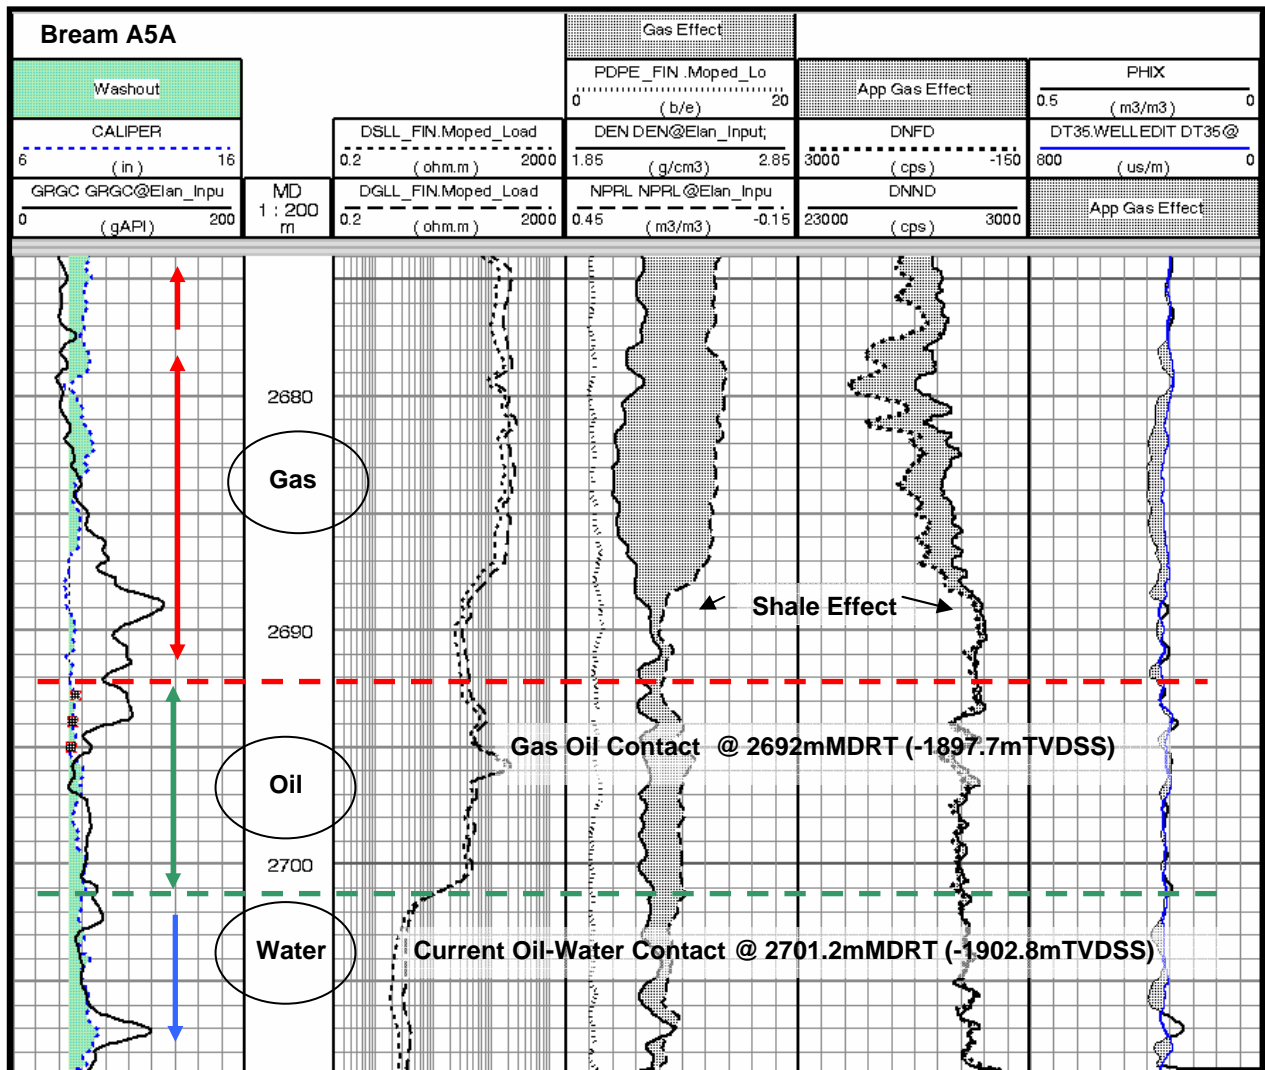 Bream A5A
Gas Effect
Washout
PDPE_FIN .Moped_Lo
0 20
(b/e)
App Gas Effect
PHIX
0.5 0
(m3/m3)
CALIPER
6 16
(in)
DSLL_FIN.Moped_Load
0.2 2000
(ohm.m)
DEN DEN@Elan_Input;
1.85 2.85
(g/cm3)
DNFD
3000 -150
(cps)
DT35.WELLEDIT DT35@
800 0
(us/m)
GRGC GRGC@Elan_Inpu
0 200
(gAPI)
MD
1 : 200
m
DGLL_FIN.Moped_Load
0.2 2000
(ohm.m)
NPRL NPRL@Elan_Inpu
0.45 -0.15
(m3/m3)
DNND
23000 3000
(cps)
App Gas Effect
2680
Gas
Shale Effect
2690
Gas Oil Contact @ 2692mMDRT (-1897.7mTVDSS)
Oil
2700
Water
Current Oil-Water Contact @ 2701.2mMDRT (-1902.8mTVDSS)